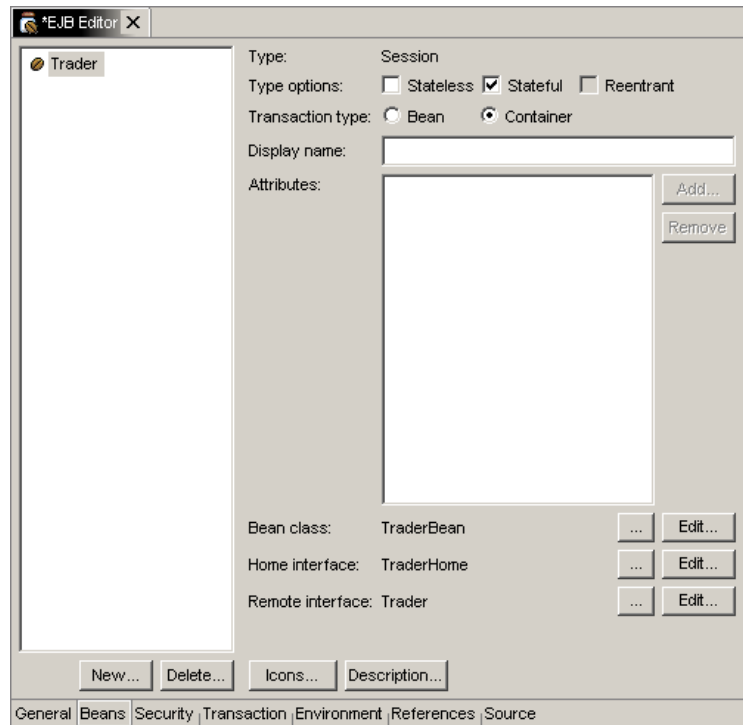 *EJB Editor X
Trader
Type: Session
Type options: Stateless Stateful Reentrant
Transaction type: Bean Container
Display name:
Attributes:
Add...
Remove
Bean class: TraderBean ... Edit...
Home interface: TraderHome ... Edit...
Remote interface: Trader ... Edit...
New... Delete... Icons... Description...
General Beans Security Transaction Environment References Source